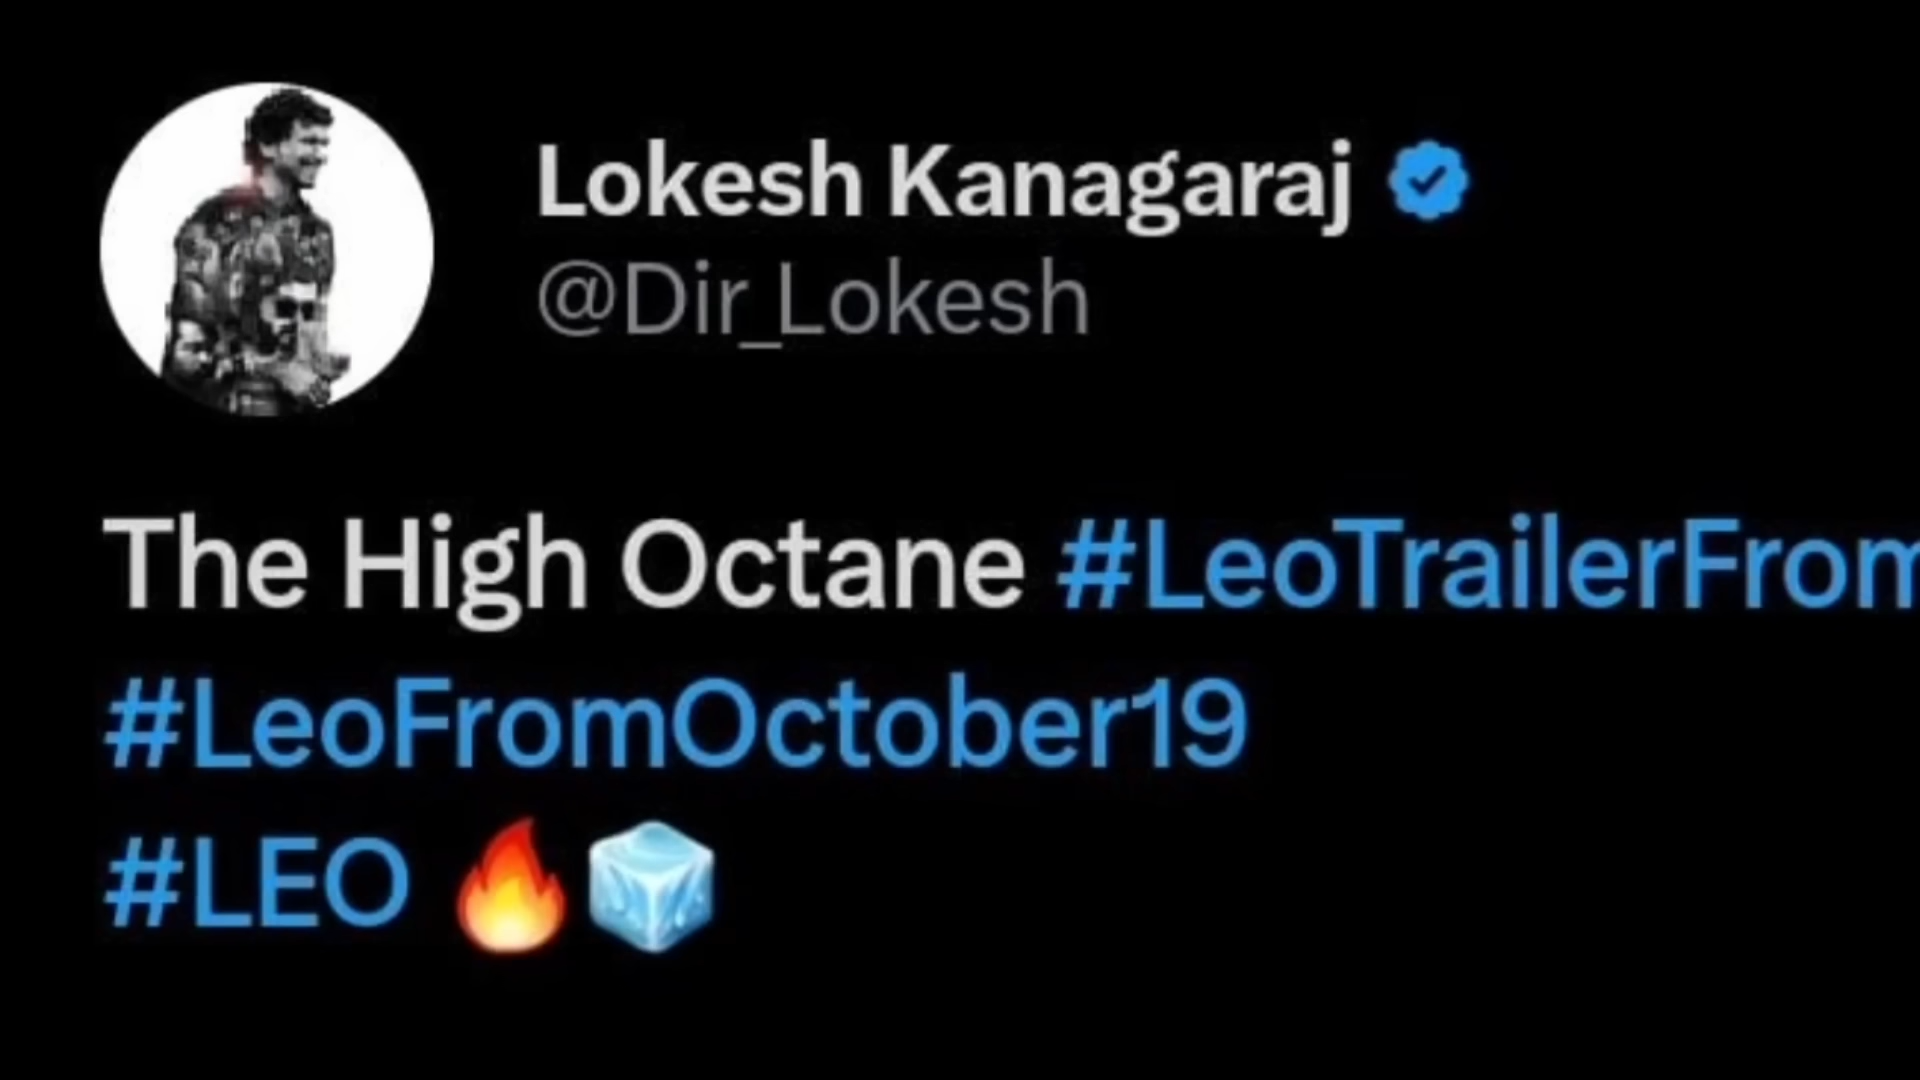 Lokesh Kanagaraj
@Dir_Lokesh
The High Octane #LeoTrailerFrom
#LeoFromOctober19
#LEO 🔥🧊